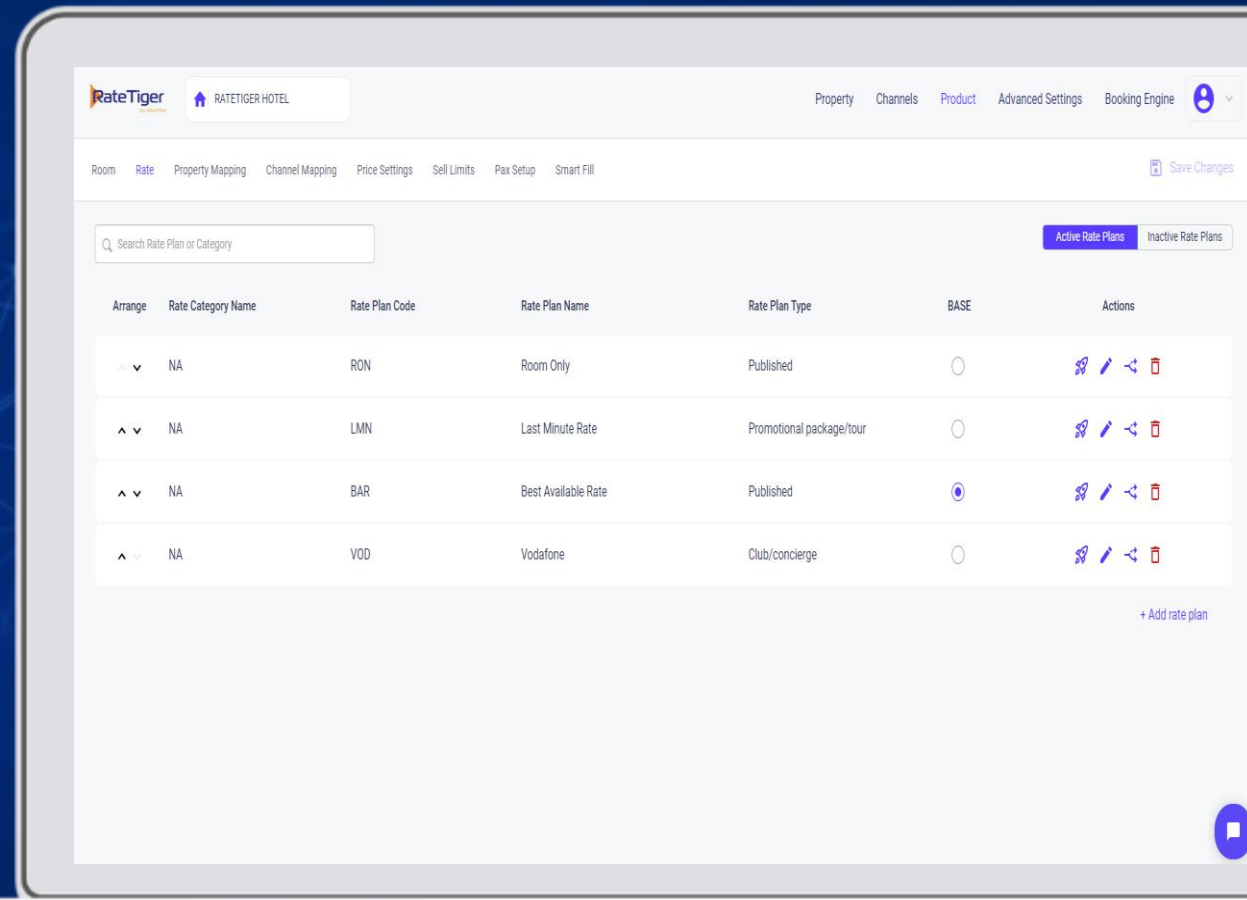 RateTiger
RATETIGER HOTEL
Property Channels Product Advanced Settings Booking Engine
Room Rate Property Mapping Channel Mapping Price Settings Sell Limits Pax Setup Smart Fill
Save Changes
Search Rate Plan or Category
Active Rate Plans Inactive Rate Plans
Arrange Rate Category Name Rate Plan Code Rate Plan Name Rate Plan Type BASE Actions
NA RON Room Only Published
NA LMN Last Minute Rate Promotional package/tour
NA BAR Best Available Rate Published
NA VOD Vodafone Club/concierge
+ Add rate plan